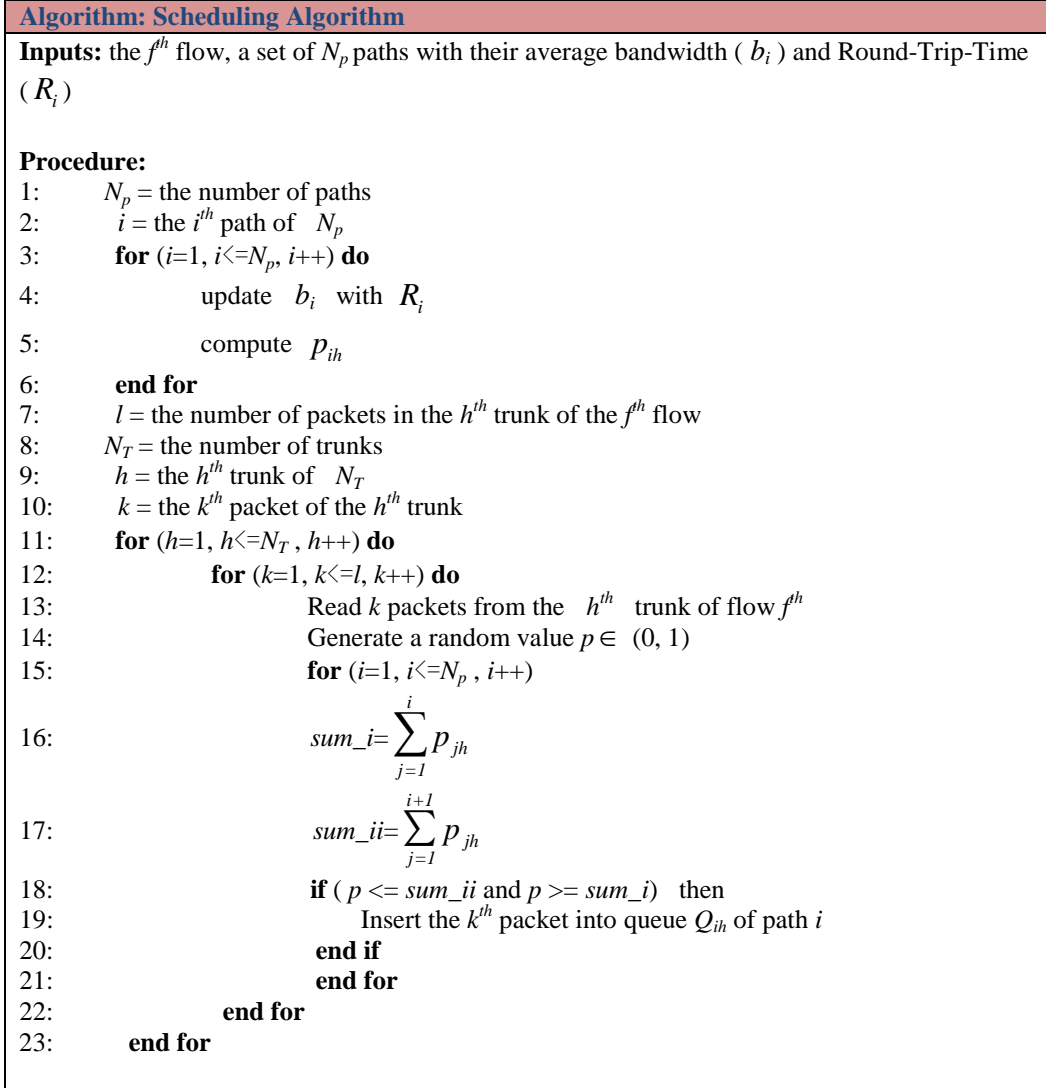 Algorithm: Scheduling Algorithm
Inputs: the fth flow, a set of Np paths with their average bandwidth ( bi ) and Round-Trip-Time
( Ri )
Procedure:
1: Np = the number of paths
2: i = the ith path of Np
3: for (i=1, i<=Np, i++) do
4: update bi with Ri
5: compute pih
6: end for
7: l = the number of packets in the hth trunk of the fth flow
8: NT = the number of trunks
9: h = the hth trunk of NT
10: k = the kth packet of the hth trunk
11: for (h=1, h<=NT , h++) do
12: for (k=1, k<=l, k++) do
13: Read k packets from the hth trunk of flow fth
14: Generate a random value p∈ (0, 1)
15: for (i=1, i<=Np , i++)
16: sum_i= ∑_{j=1}^{i} pjh
17: sum_ii= ∑_{j=1}^{i+1} pjh
18: if ( p <= sum_ii and p >= sum_i) then
19: Insert the kth packet into queue Qih of path i
20: end if
21: end for
22: end for
23: end for